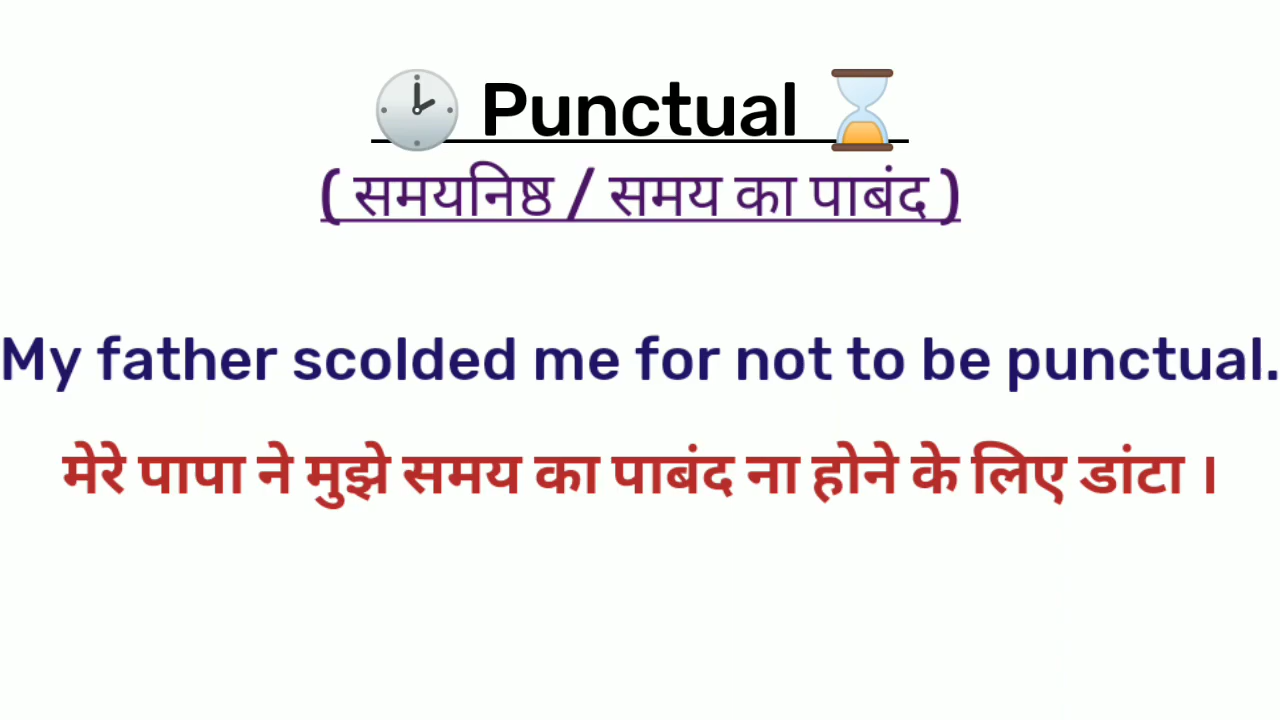 🕑 Punctual ⏳
( समयनिष्ठ / समय का पाबंद )
My father scolded me for not to be punctual.
मेरे पापा ने मुझे समय का पाबंद ना होने के लिए डांटा ।